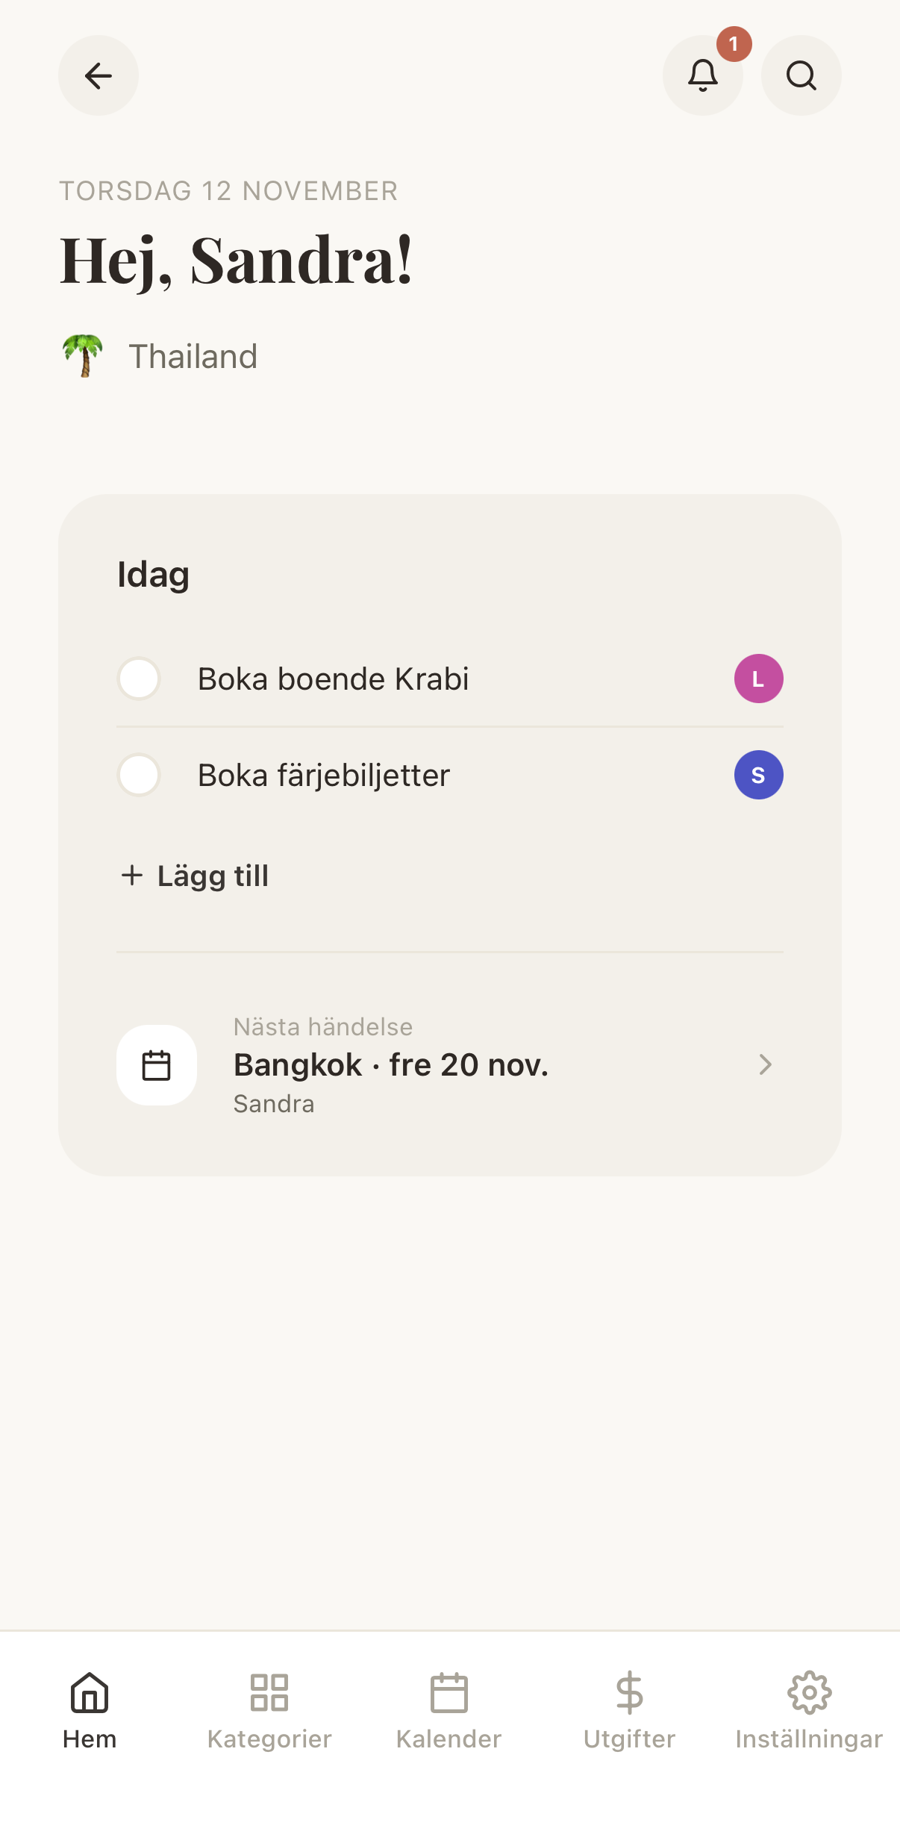 1
TORSDAG 12 NOVEMBER
Hej, Sandra!
Thailand
Idag
Boka boende Krabi
L
Boka färjebiljetter
S
+ Lägg till
Nästa händelse
Bangkok · fre 20 nov.
Sandra
Hem Kategorier Kalender Utgifter Inställningar